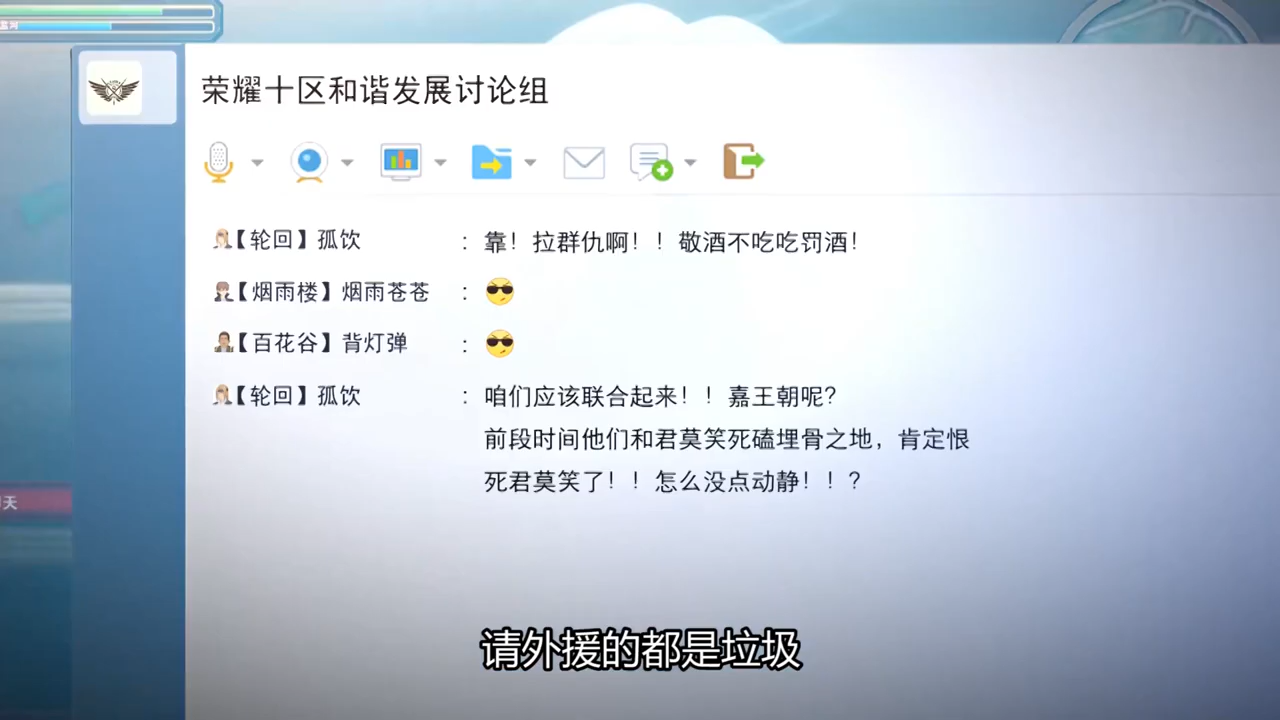 荣耀十区和谐发展讨论组
【轮回】孤饮 ：靠！拉群仇啊！！敬酒不吃吃罚酒！
【烟雨楼】烟雨苍苍 ：
【百花谷】背灯弹 ：
【轮回】孤饮 ：咱们应该联合起来！！嘉王朝呢？
前段时间他们和君莫笑死磕埋骨之地，肯定恨
死君莫笑了！！怎么没点动静！！？
天
请外援的都是垃圾